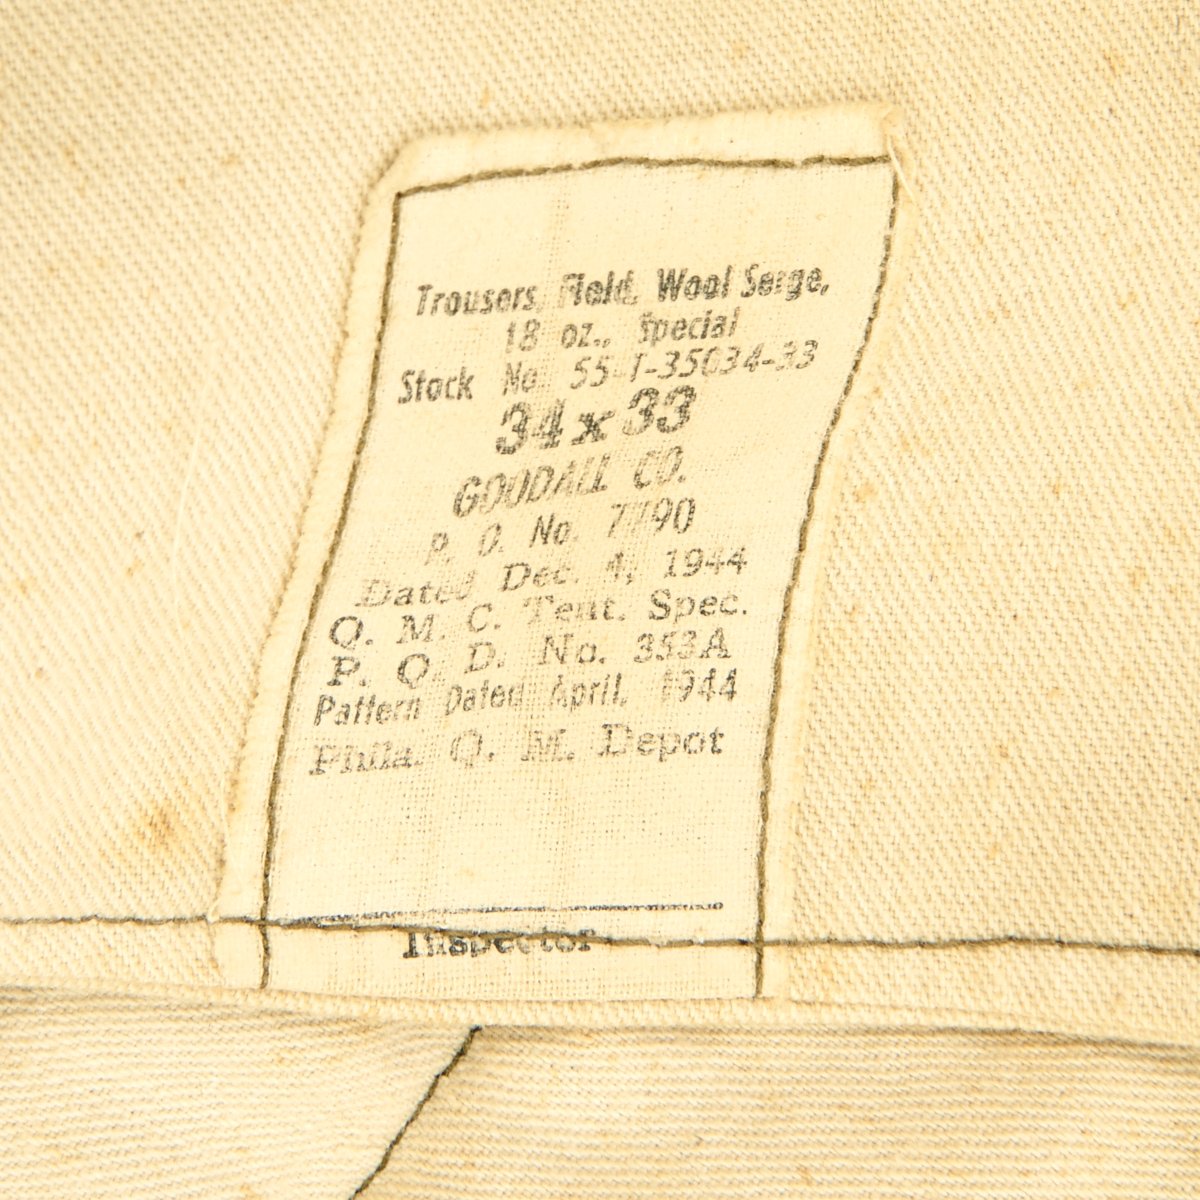 Trousers, Field, Wool Serge,
18 oz., Special
Stock No. 55-T-35034-33
34 x 33
GOODALL CO.
P. O. No. 7790
Dated Dec. 4, 1944
Q. M. C. Tent. Spec.
P. Q. D. No. 353A
Pattern Dated April, 1944
Phila. Q. M. Depot
Inspector